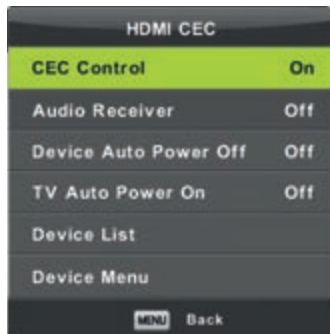 HDMI CEC
CEC Control On
Audio Receiver Off
Device Auto Power Off Off
TV Auto Power On Off
Device List
Device Menu
MENU Back